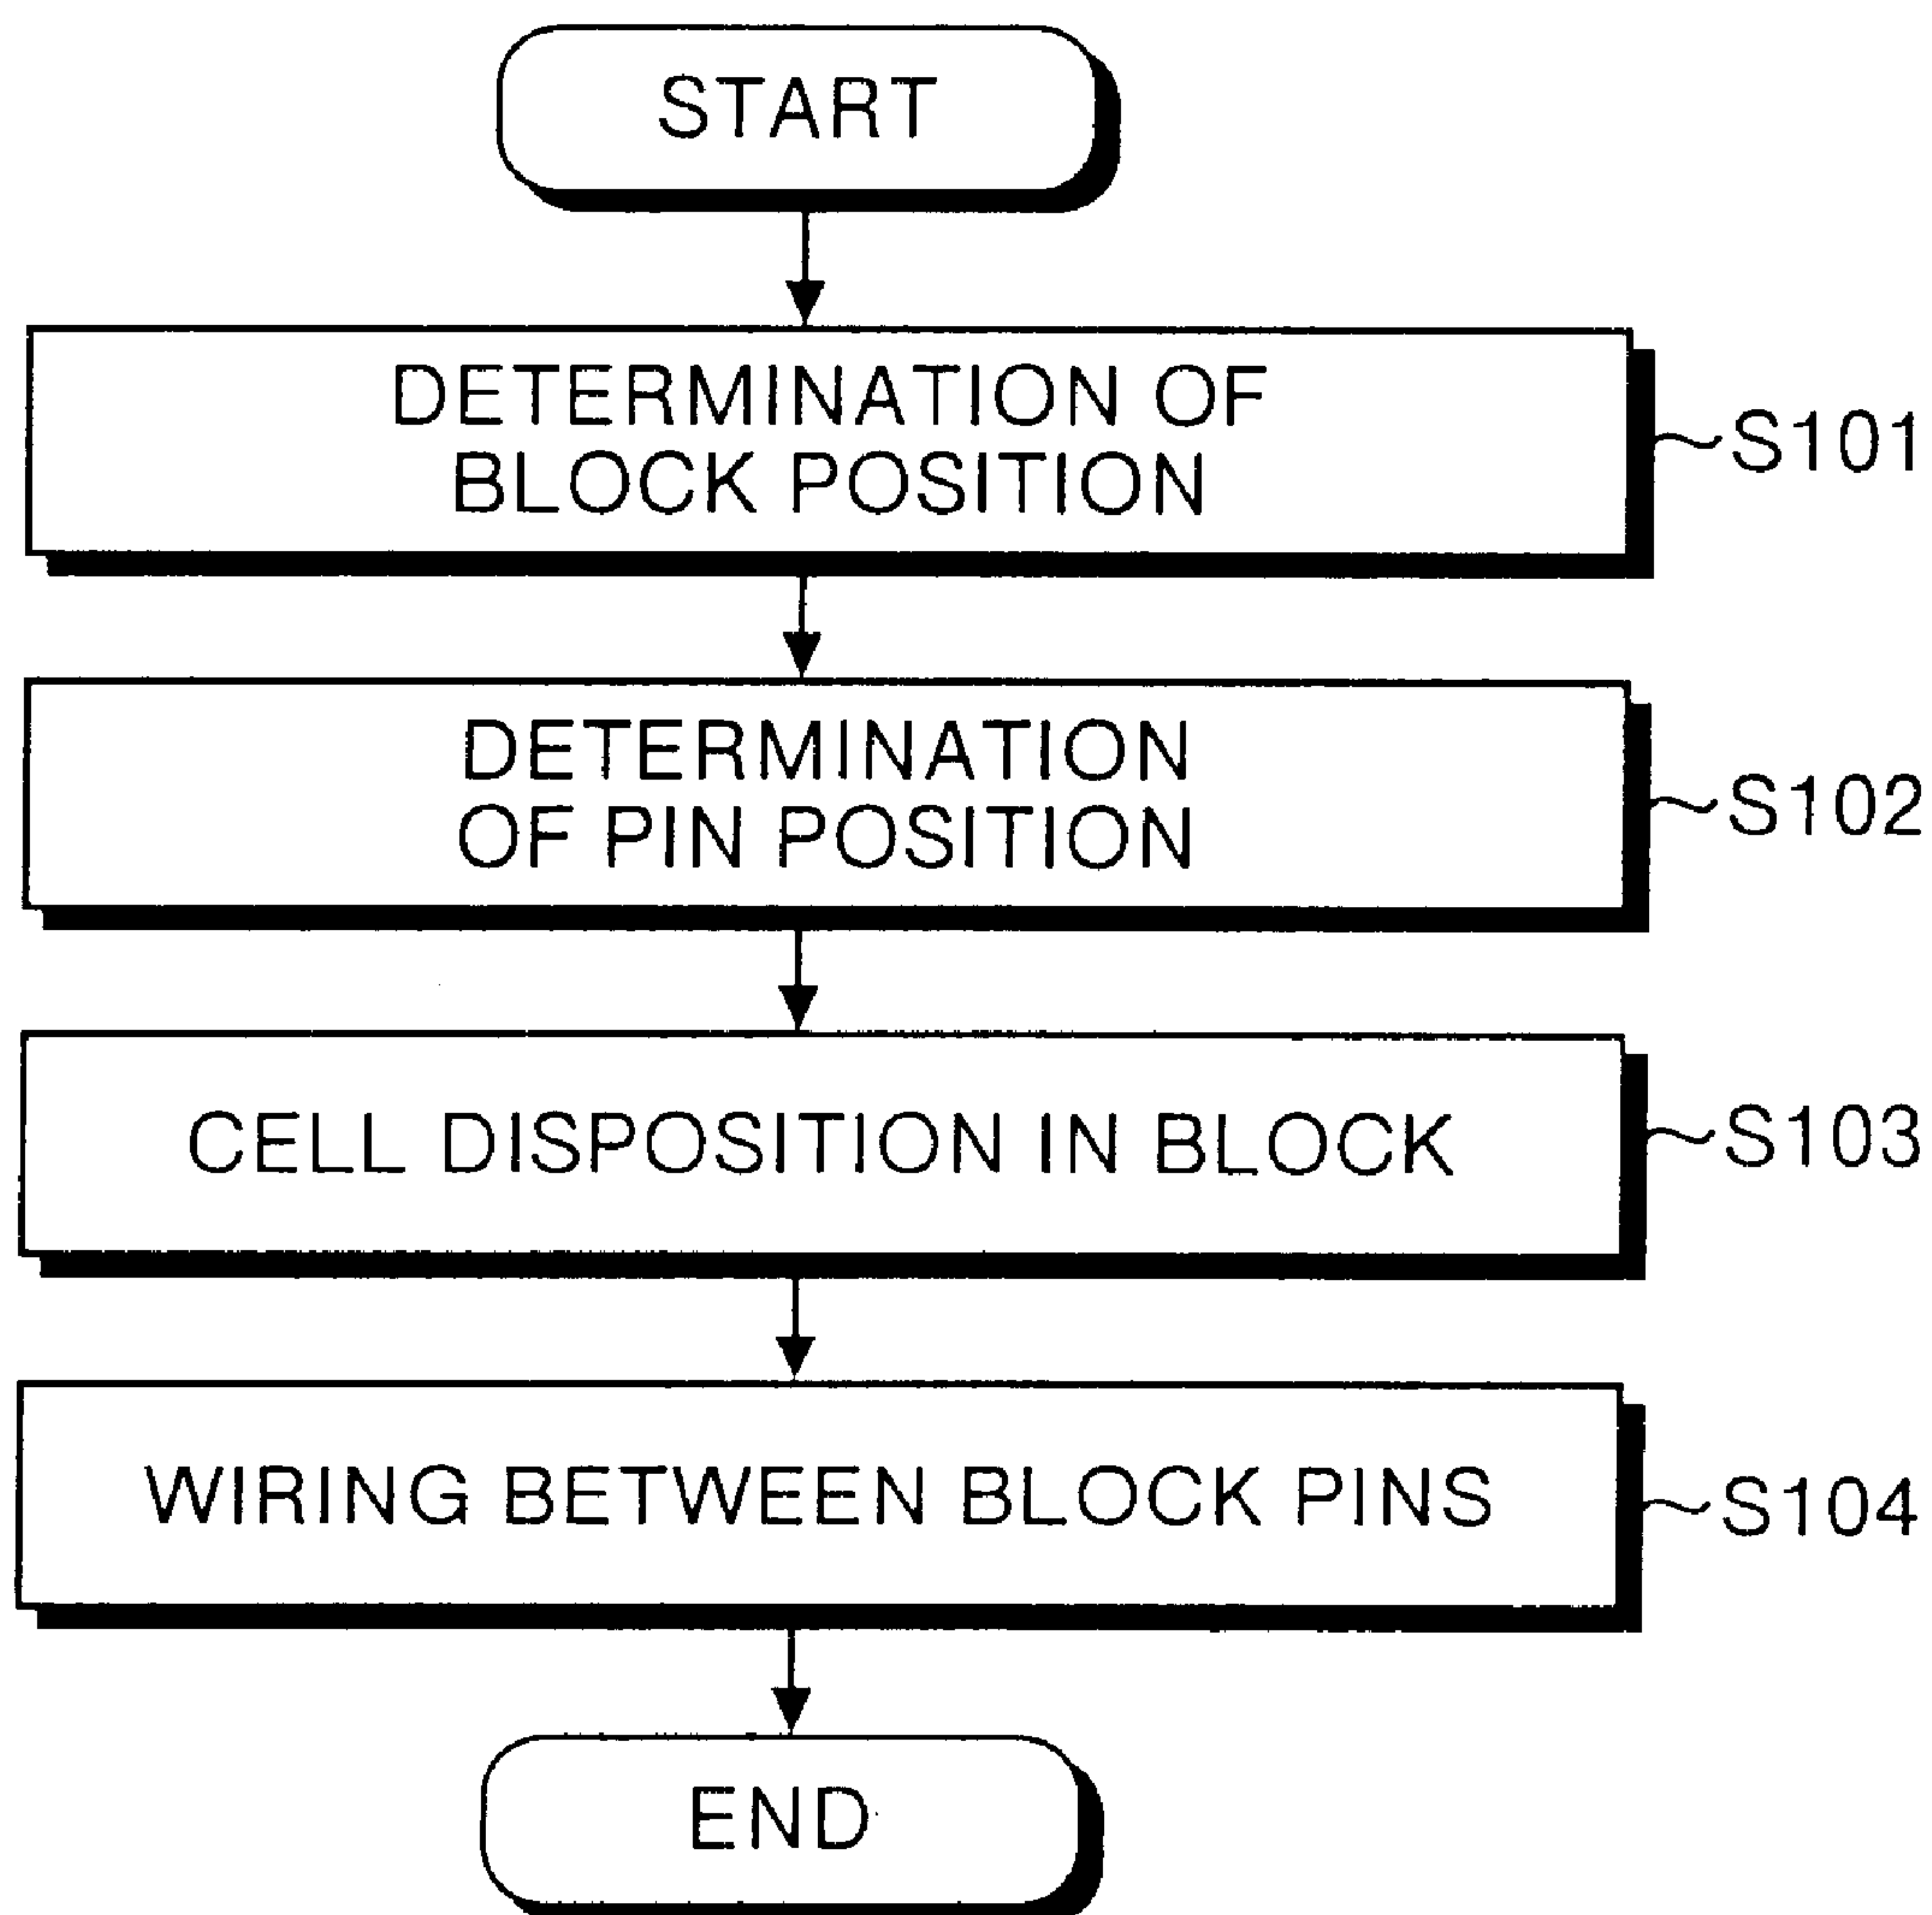 START
DETERMINATION OF
BLOCK POSITION
S101
DETERMINATION
OF PIN POSITION
S102
CELL DISPOSITION IN BLOCK
S103
WIRING BETWEEN BLOCK PINS
S104
END